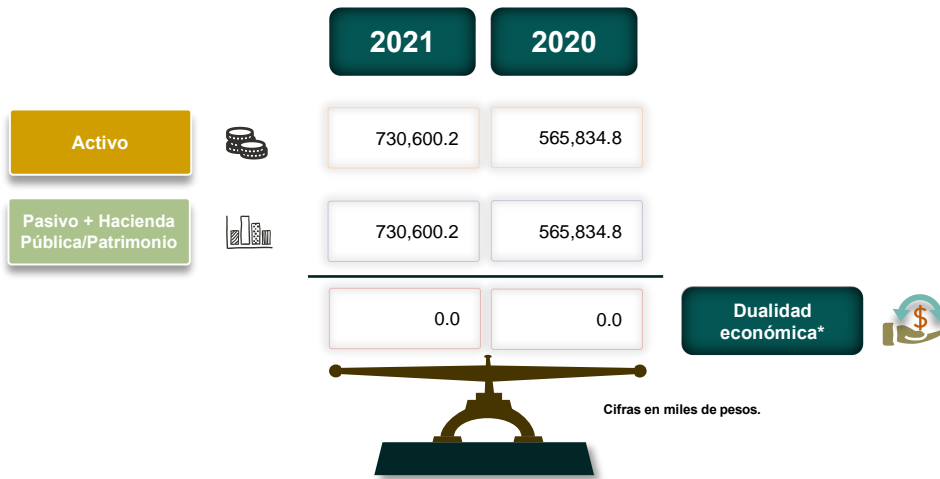 2021 2020
Activo 730,600.2 565,834.8
Pasivo + Hacienda
Pública/Patrimonio 730,600.2 565,834.8
0.0 0.0
Dualidad
económica*
$
Cifras en miles de pesos.